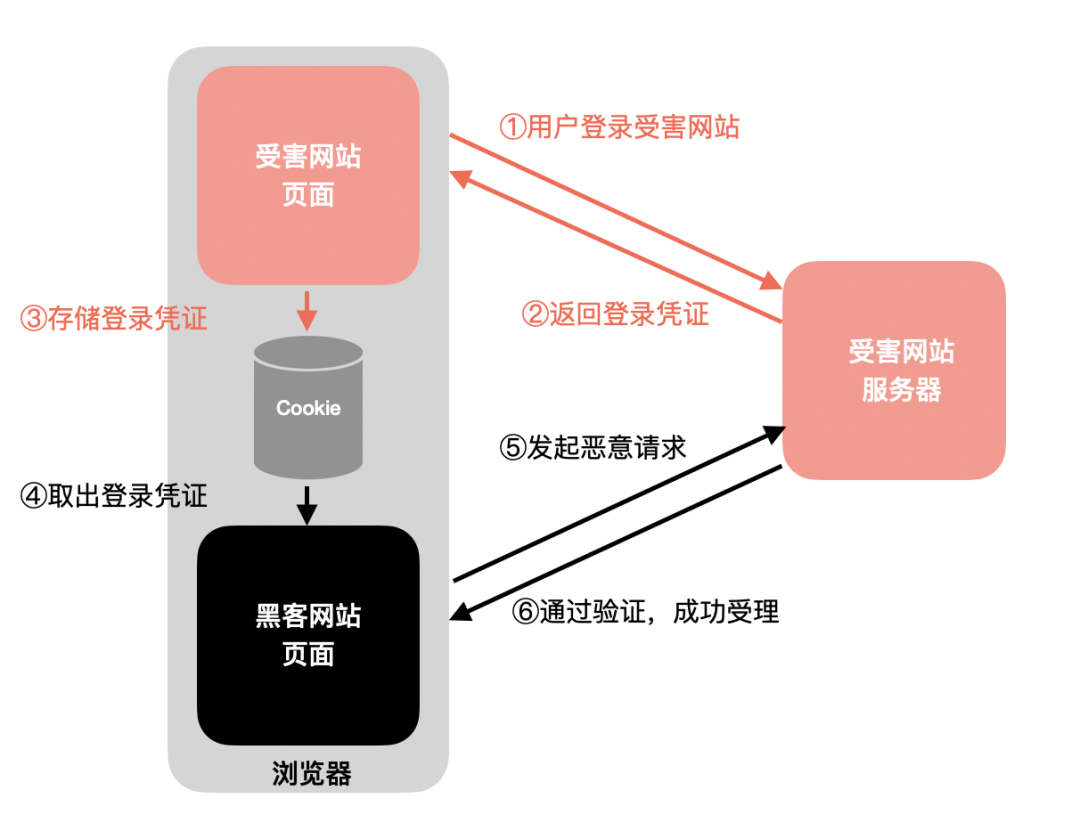 ①用户登录受害网站
受害网站
页面
②返回登录凭证
③存储登录凭证
受害网站
服务器
Cookie
⑤发起恶意请求
④取出登录凭证
黑客网站
页面
⑥通过验证，成功受理
浏览器